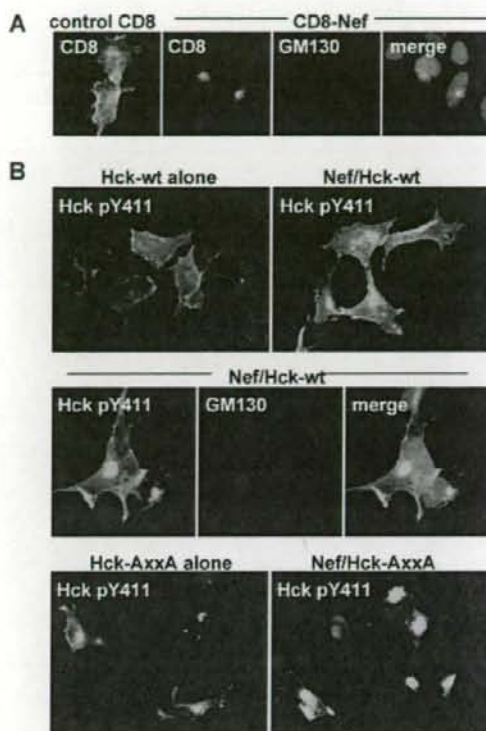 A
control CD8
CD8-Nef
CD8
CD8
GM130
merge
B
Hck-wt alone
Nef/Hck-wt
Hck pY411
Hck pY411
Nef/Hck-wt
Hck pY411
GM130
merge
Hck-AxxA alone
Nef/Hck-AxxA
Hck pY411
Hck pY411